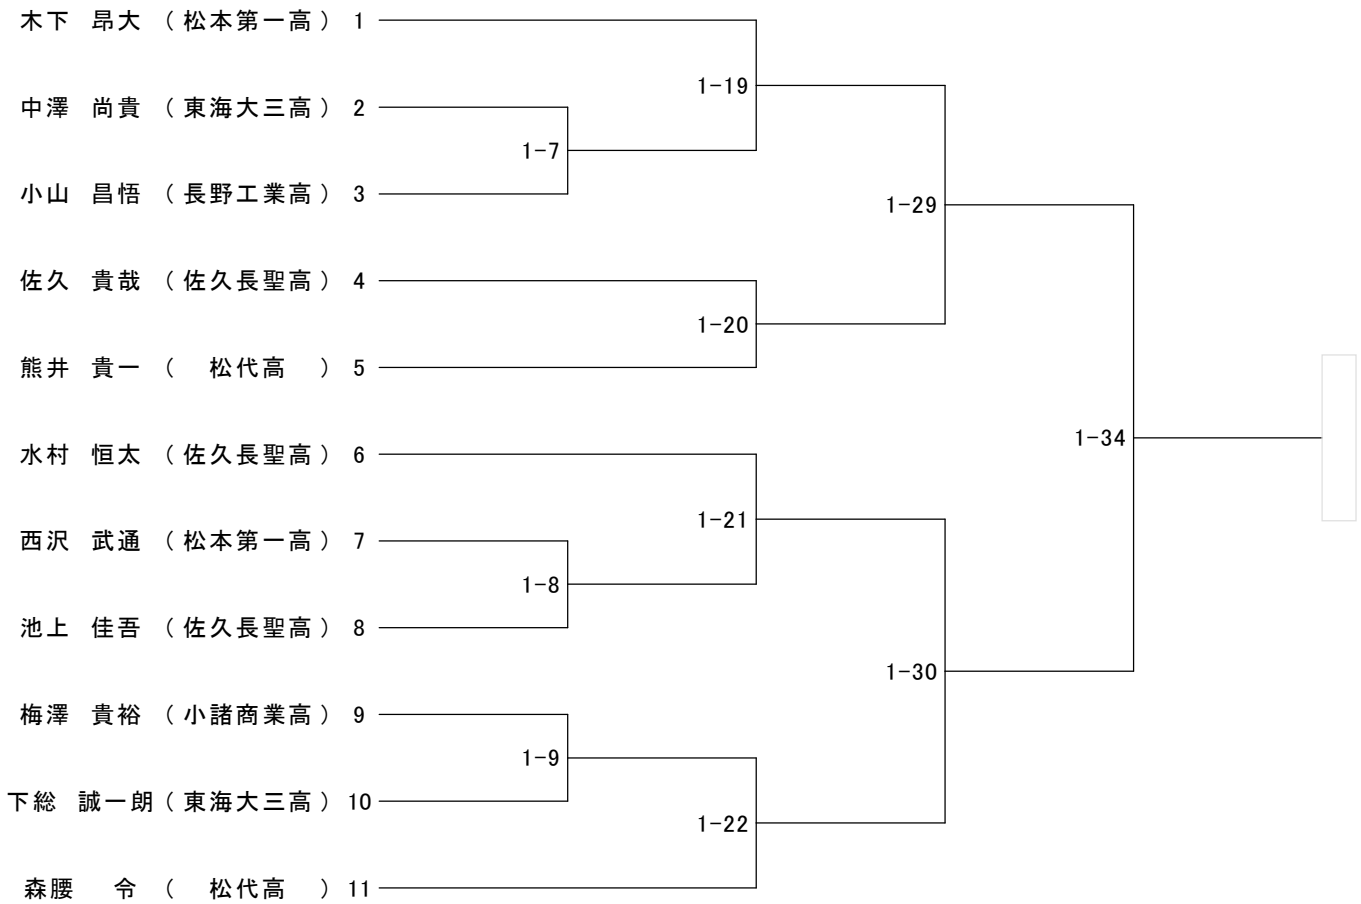 木下 昂大 （ 松本第一高 ） 1
1-19
中澤 尚貴 （ 東海大三高 ） 2
1-7
小山 昌悟 （ 長野工業高 ） 3
1-29
佐久 貴哉 （ 佐久長聖高 ） 4
1-20
熊井 貴一 （ 松代高 ） 5
1-34
水村 恒太 （ 佐久長聖高 ） 6
1-21
西沢 武通 （ 松本第一高 ） 7
1-8
池上 佳吾 （ 佐久長聖高 ） 8
1-30
梅澤 貴裕 （ 小諸商業高 ） 9
1-9
下総 誠一朗 （ 東海大三高 ） 10
1-22
森腰 令 （ 松代高 ） 11